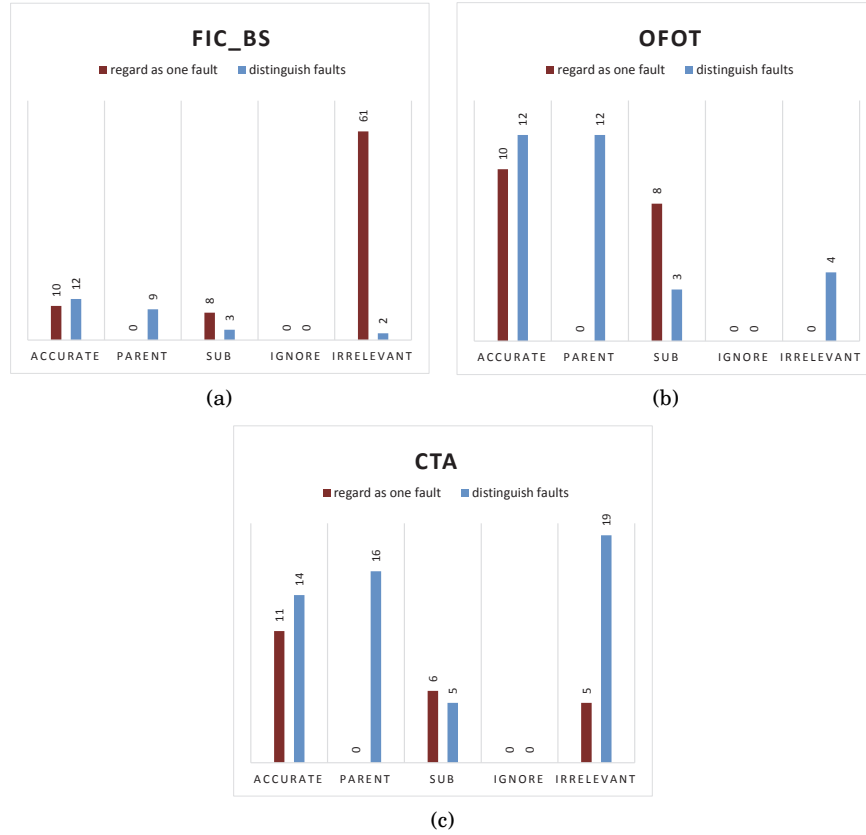 FIC_BS
regard as one fault distinguish faults
10 12 0 9 8 3 0 0 61 2
ACCURATE PARENT SUB IGNORE IRRELEVANT
(a)
OFOT
regard as one fault distinguish faults
10 12 0 12 8 3 0 0 0 4
ACCURATE PARENT SUB IGNORE IRRELEVANT
(b)
CTA
regard as one fault distinguish faults
11 14 0 16 6 5 0 0 5 19
ACCURATE PARENT SUB IGNORE IRRELEVANT
(c)